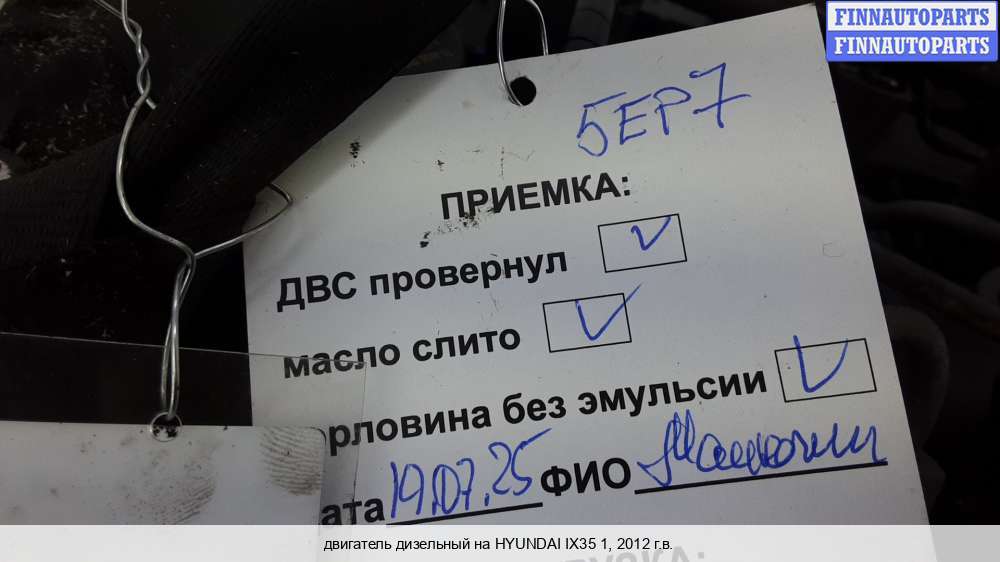 FINNAUTOPARTS
FINNAUTOPARTS
5EP7
ПРИЕМКА:
ДВС провернул
масло слито
рловина без эмульсии
ата 19.07.25 ФИО
двигатель дизельный на HYUNDAI IX35 1, 2012 г.в.